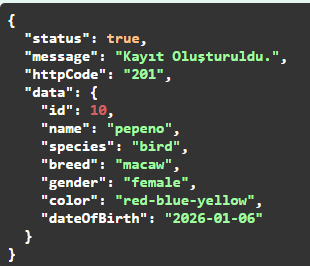 {
  "status": true,
  "message": "Kayıt Oluşturuldu.",
  "httpCode": "201",
  "data": {
    "id": 10,
    "name": "pepeno",
    "species": "bird",
    "breed": "macaw",
    "gender": "female",
    "color": "red-blue-yellow",
    "dateOfBirth": "2026-01-06"
  }
}